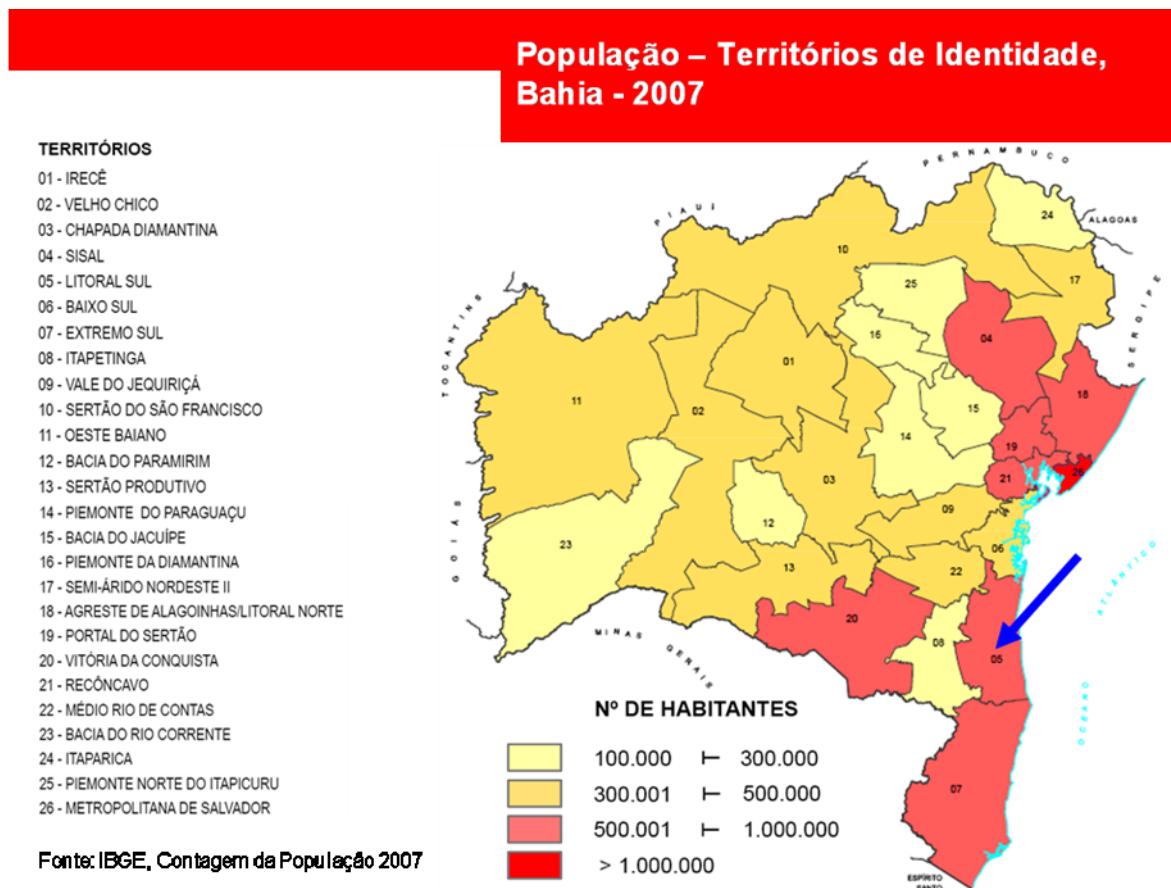 População – Territórios de Identidade,
Bahia - 2007
TERRITÓRIOS
01 - IRECÊ
02 - VELHO CHICO
03 - CHAPADA DIAMANTINA
04 - SISAL
05 - LITORAL SUL
06 - BAIXO SUL
07 - EXTREMO SUL
08 - ITAPETINGA
09 - VALE DO JEQUIRIÇÁ
10 - SERTÃO DO SÃO FRANCISCO
11 - OESTE BAIANO
12 - BACIA DO PARAMIRIM
13 - SERTÃO PRODUTIVO
14 - PIEMONTE DO PARAGUAÇU
15 - BACIA DO JACUÍPE
16 - PIEMONTE DA DIAMANTINA
17 - SEMI-ÁRIDO NORDESTE II
18 - AGRESTE DE ALAGOINHAS/LITORAL NORTE
19 - PORTAL DO SERTÃO
20 - VITÓRIA DA CONQUISTA
21 - RECÔNCAVO
22 - MÉDIO RIO DE CONTAS
23 - BACIA DO RIO CORRENTE
24 - ITAPARICA
25 - PIEMONTE NORTE DO ITAPICURU
26 - METROPOLITANA DE SALVADOR
Fonte: IBGE, Contagem da População 2007
PERNAMBUCO
PIAUÍ
ALAGOAS
SERGIPE
TOCANTINS
GOIÁS
MINAS GERAIS
ESPÍRITO
SANTO
OCEANO
ATLÂNTICO
24
10
17
25
16
04
01
11
02
15
18
14
19
03
21
26
09
12
23
06
13
22
20
08
05
07
Nº DE HABITANTES
100.000 300.000
300.001 500.000
500.001 1.000.000
> 1.000.000